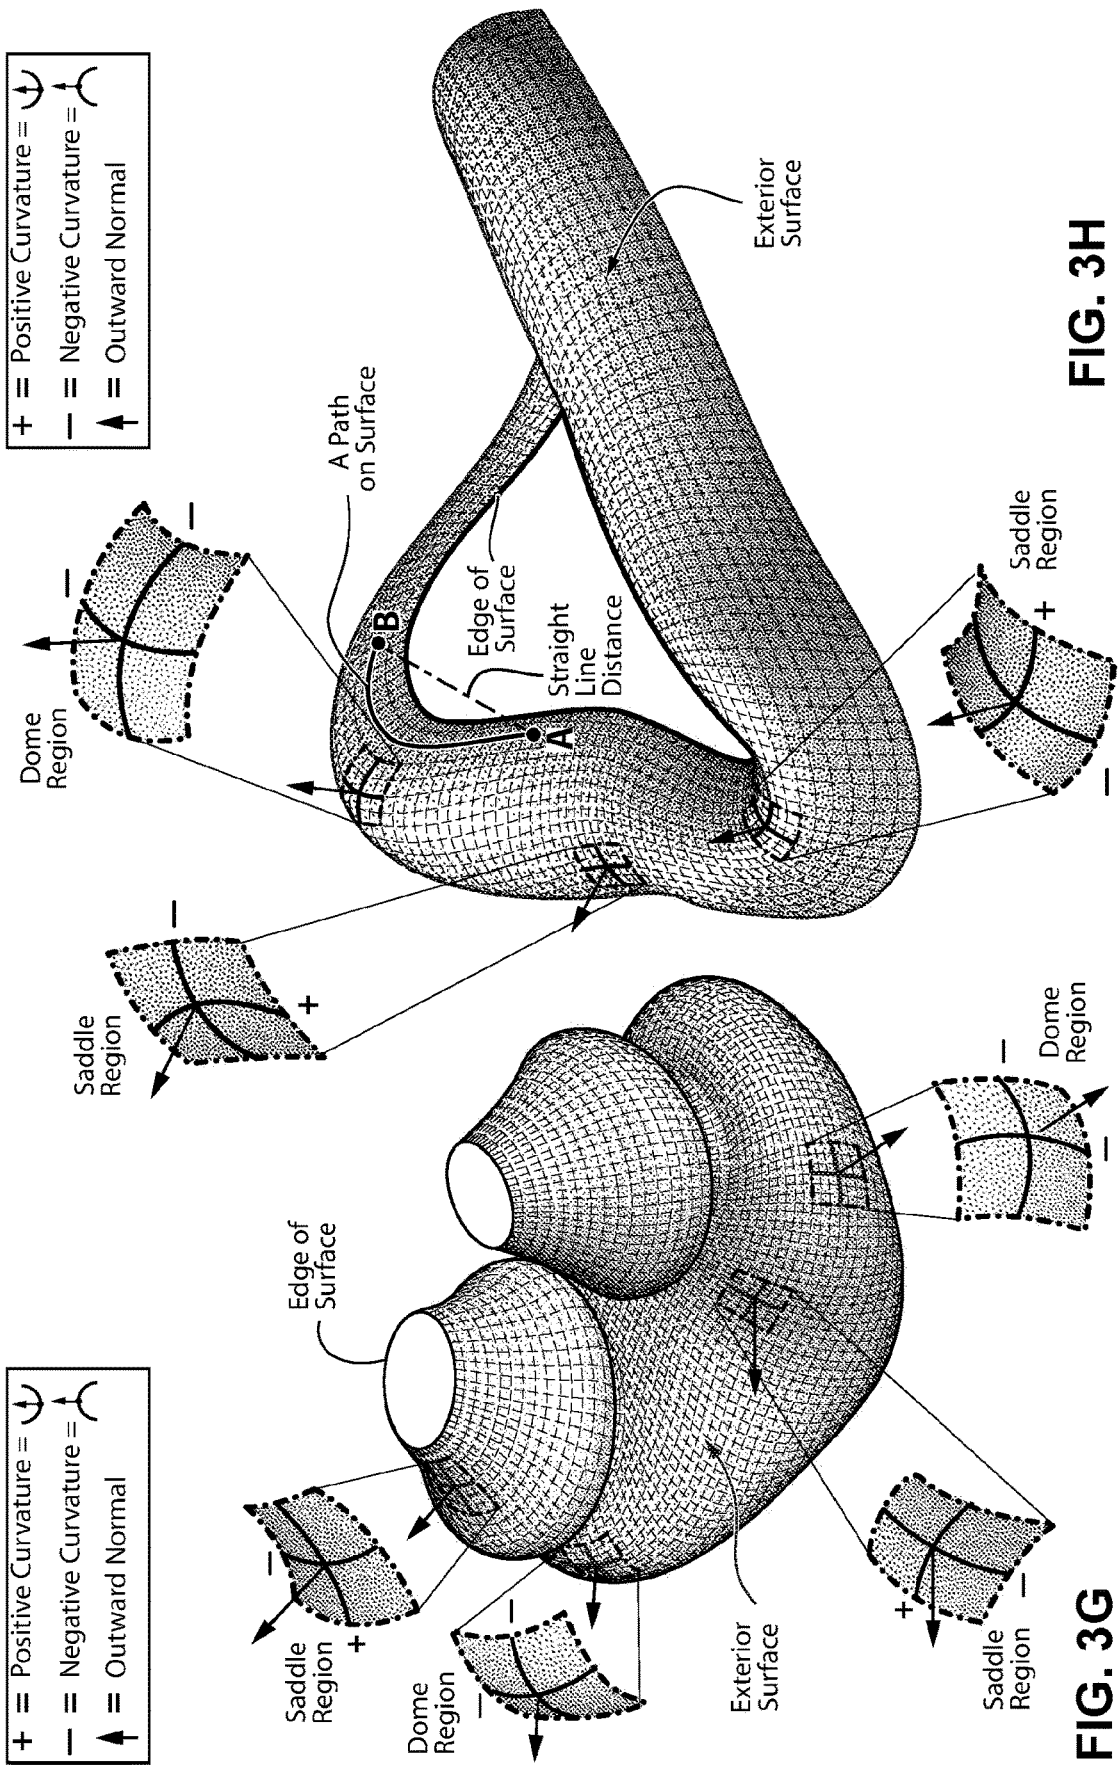 + = Positive Curvature =
− = Negative Curvature =
= Outward Normal
Saddle
Region
−
+
Dome
Region
−
−
Edge of
Surface
Exterior
Surface
Saddle
Region
+
−
Dome
Region
−
−
FIG. 3G
+ = Positive Curvature =
− = Negative Curvature =
= Outward Normal
Saddle
Region
−
+
Dome
Region
−
−
A Path
on Surface
B
A
Edge of
Surface
Straight
Line
Distance
Exterior
Surface
Saddle
Region
+
−
FIG. 3H